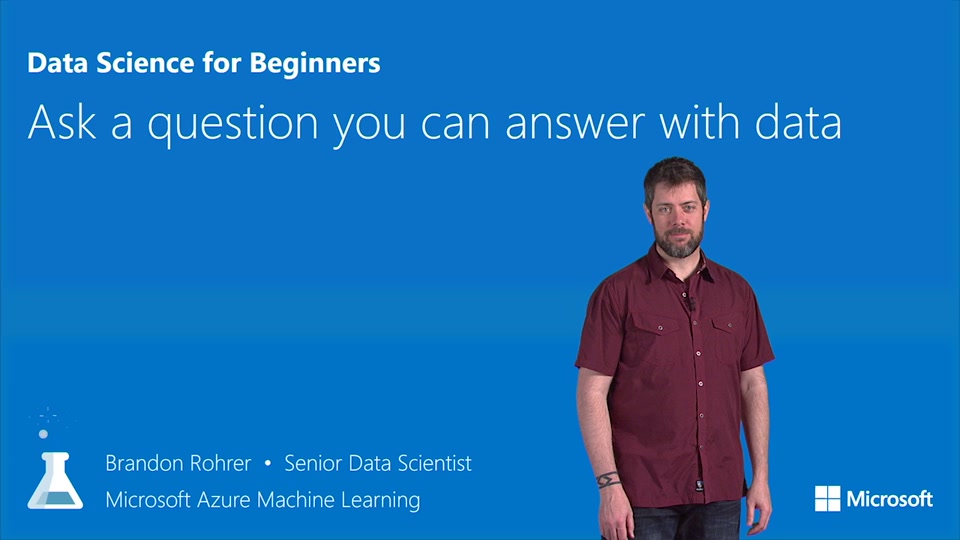 Data Science for Beginners
Ask a question you can answer with data
Brandon Rohrer • Senior Data Scientist
Microsoft Azure Machine Learning
Microsoft